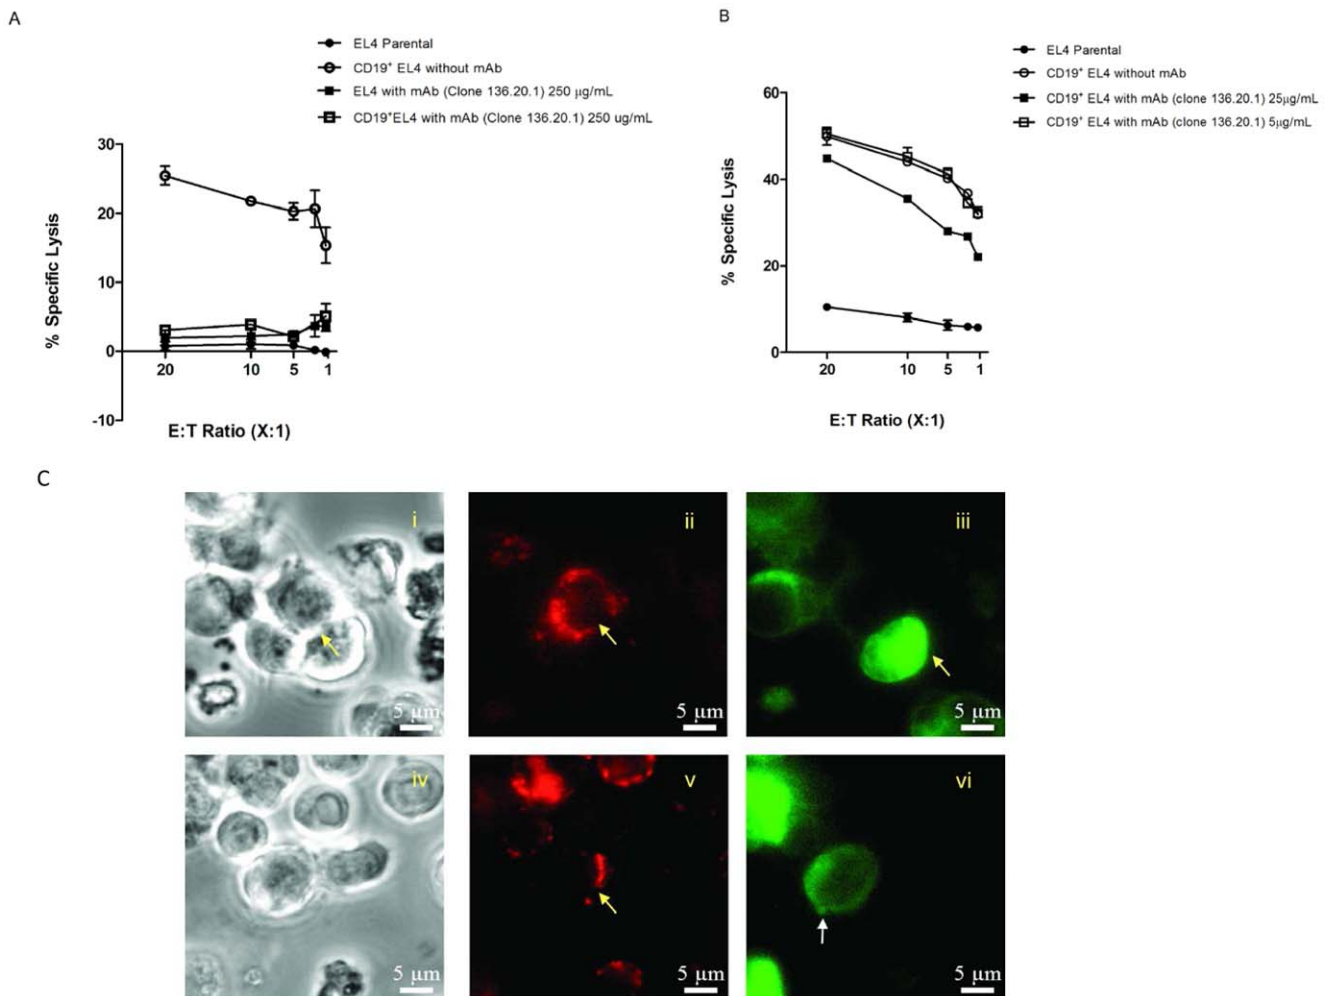 A
EL4 Parental
CD19⁺ EL4 without mAb
EL4 with mAb (Clone 136.20.1) 250 µg/mL
CD19⁺EL4 with mAb (Clone 136.20.1) 250 ug/mL
30
20
10
0
-10
% Specific Lysis
20 10 5 1
E:T Ratio (X:1)
B
EL4 Parental
CD19⁺ EL4 without mAb
CD19⁺ EL4 with mAb (clone 136.20.1) 25µg/mL
CD19⁺ EL4 with mAb (clone 136.20.1) 5µg/mL
60
40
20
0
% Specific Lysis
20 10 5 1
E:T Ratio (X:1)
C
i
5 µm
ii
5 µm
iii
5 µm
iv
5 µm
v
5 µm
vi
5 µm